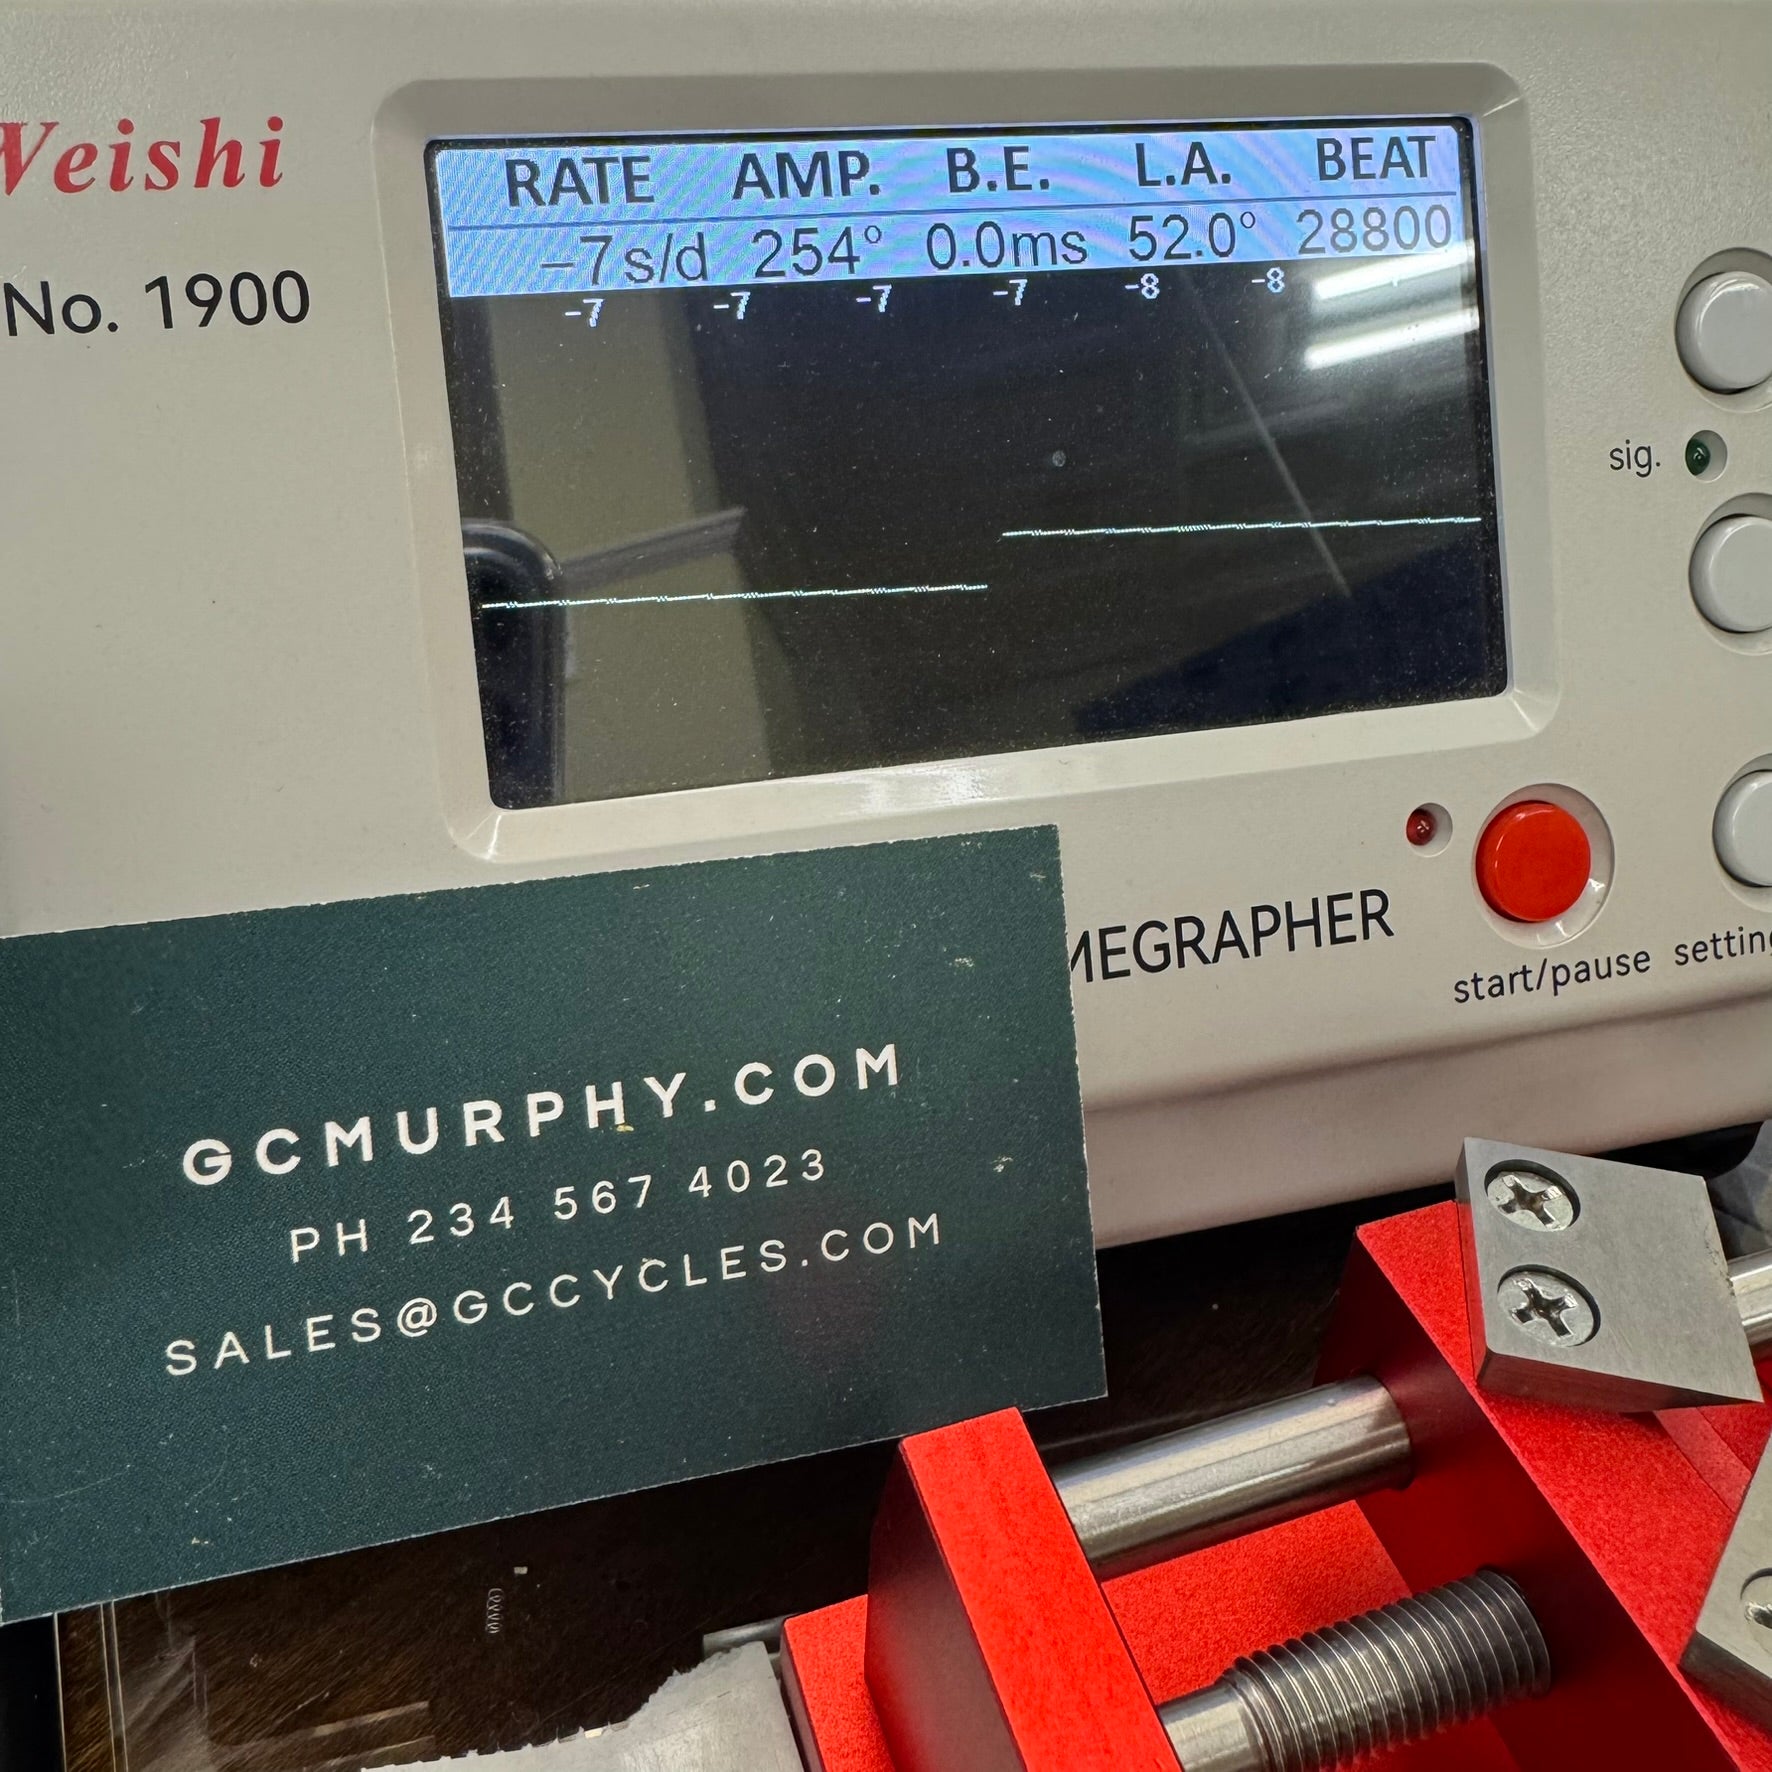 Weishi
No. 1900
RATE AMP. B.E. L.A. BEAT
-7s/d 254° 0.0ms 52.0° 28800
-7 -7 -7 -7 -8 -8
sig.
MEGRAPHER
start/pause settin
GCMURPHY.COM
PH 234 567 4023
SALES@GCCYCLES.COM